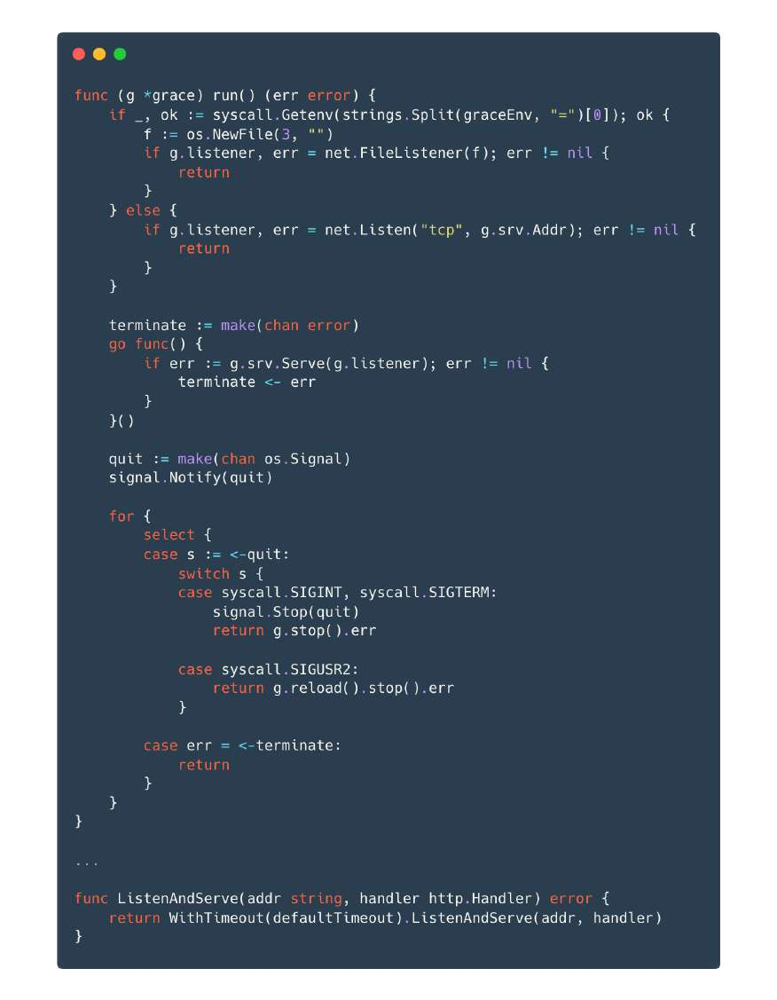 func (g *grace) run() (err error) {
    if _, ok := syscall.Getenv(strings.Split(graceEnv, "=")[0]); ok {
        f := os.NewFile(3, "")
        if g.listener, err = net.FileListener(f); err != nil {
            return
        }
    } else {
        if g.listener, err = net.Listen("tcp", g.srv.Addr); err != nil {
            return
        }
    }

    terminate := make(chan error)
    go func() {
        if err := g.srv.Serve(g.listener); err != nil {
            terminate <- err
        }
    }()

    quit := make(chan os.Signal)
    signal.Notify(quit)

    for {
        select {
        case s := <-quit:
            switch s {
            case syscall.SIGINT, syscall.SIGTERM:
                signal.Stop(quit)
                return g.stop().err

            case syscall.SIGUSR2:
                return g.reload().stop().err
            }

        case err = <-terminate:
            return
        }
    }
}

...

func ListenAndServe(addr string, handler http.Handler) error {
    return WithTimeout(defaultTimeout).ListenAndServe(addr, handler)
}